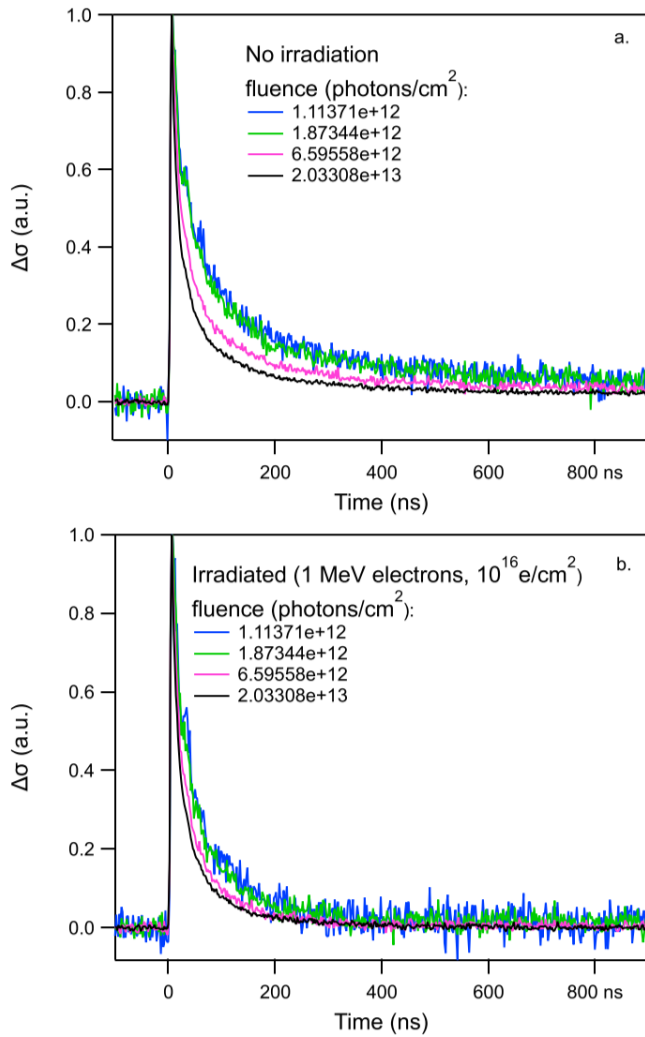 a.
No irradiation
fluence (photons/cm²):
1.11371e+12
1.87344e+12
6.59558e+12
2.03308e+13
1.0
0.8
0.6
0.4
0.2
0.0
Δσ (a.u.)
0 200 400 600 800 ns
Time (ns)
b.
Irradiated (1 MeV electrons, 10¹⁶e/cm²)
fluence (photons/cm²):
1.11371e+12
1.87344e+12
6.59558e+12
2.03308e+13
1.0
0.8
0.6
0.4
0.2
0.0
Δσ (a.u.)
0 200 400 600 800 ns
Time (ns)